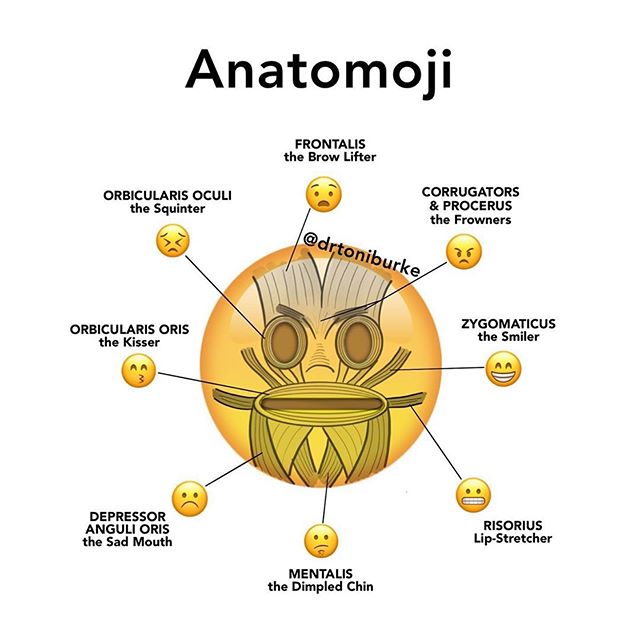 Anatomoji
FRONTALIS
the Brow Lifter
ORBICULARIS OCULI
the Squinter
CORRUGATORS
& PROCERUS
the Frowners
@drtoniburke
ORBICULARIS ORIS
the Kisser
ZYGOMATICUS
the Smiler
DEPRESSOR
ANGULI ORIS
the Sad Mouth
RISORIUS
Lip-Stretcher
MENTALIS
the Dimpled Chin